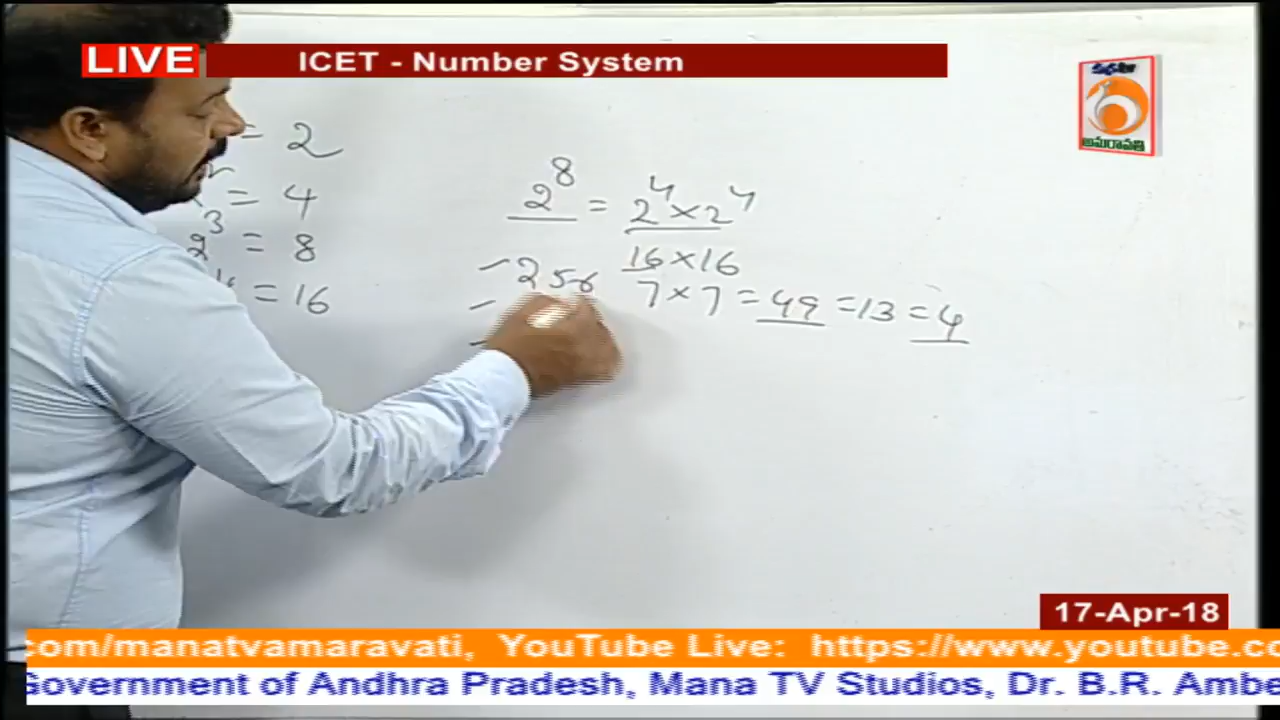 LIVE
ICET - Number System
అమరావతి
= 2
= 4
2³ = 8
= 16
2⁸ = 2⁴ × 2⁴
16 × 16
256
7 × 7 = 49 = 13 = 4
17-Apr-18
com/manatvamaravati, YouTube Live: https://www.youtube.co
Government of Andhra Pradesh, Mana TV Studios, Dr. B.R. Ambe